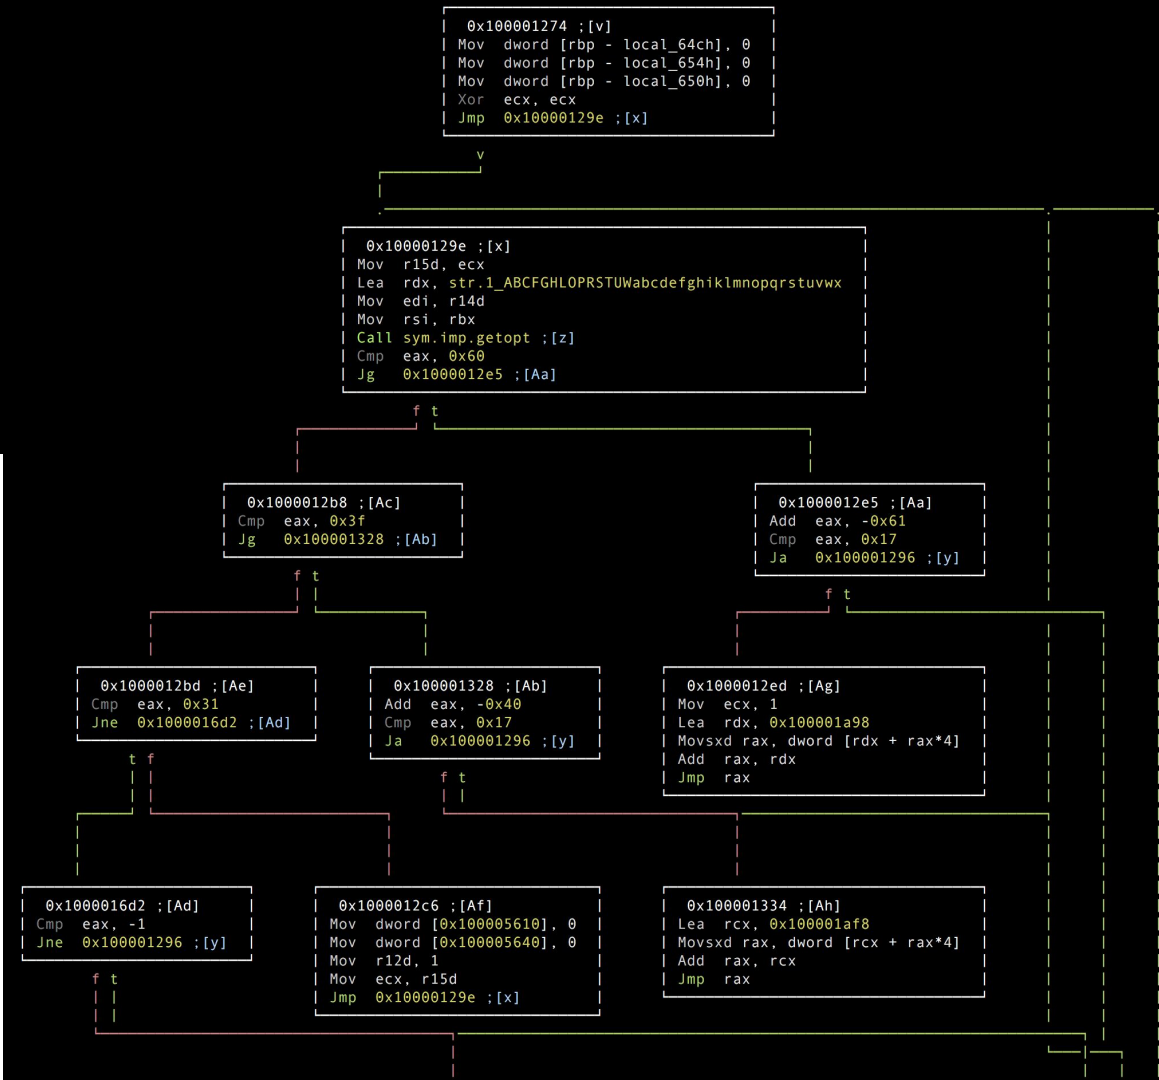 0x100001274 ;[v]
Mov dword [rbp - local_64ch], 0
Mov dword [rbp - local_654h], 0
Mov dword [rbp - local_650h], 0
Xor ecx, ecx
Jmp 0x10000129e ;[x]
v
0x10000129e ;[x]
Mov r15d, ecx
Lea rdx, str.1_ABCFGHLOPRSTUWabcdefghiklmnopqrstuvwx
Mov edi, r14d
Mov rsi, rbx
Call sym.imp.getopt ;[z]
Cmp eax, 0x60
Jg 0x1000012e5 ;[Aa]
f t
0x1000012b8 ;[Ac]
Cmp eax, 0x3f
Jg 0x100001328 ;[Ab]
f t
0x1000012e5 ;[Aa]
Add eax, -0x61
Cmp eax, 0x17
Ja 0x100001296 ;[y]
f t
0x1000012bd ;[Ae]
Cmp eax, 0x31
Jne 0x1000016d2 ;[Ad]
t f
0x100001328 ;[Ab]
Add eax, -0x40
Cmp eax, 0x17
Ja 0x100001296 ;[y]
f t
0x1000012ed ;[Ag]
Mov ecx, 1
Lea rdx, 0x100001a98
Movsxd rax, dword [rdx + rax*4]
Add rax, rdx
Jmp rax
0x1000016d2 ;[Ad]
Cmp eax, -1
Jne 0x100001296 ;[y]
f t
0x1000012c6 ;[Af]
Mov dword [0x100005610], 0
Mov dword [0x100005640], 0
Mov r12d, 1
Mov ecx, r15d
Jmp 0x10000129e ;[x]
0x100001334 ;[Ah]
Lea rcx, 0x100001af8
Movsxd rax, dword [rcx + rax*4]
Add rax, rcx
Jmp rax